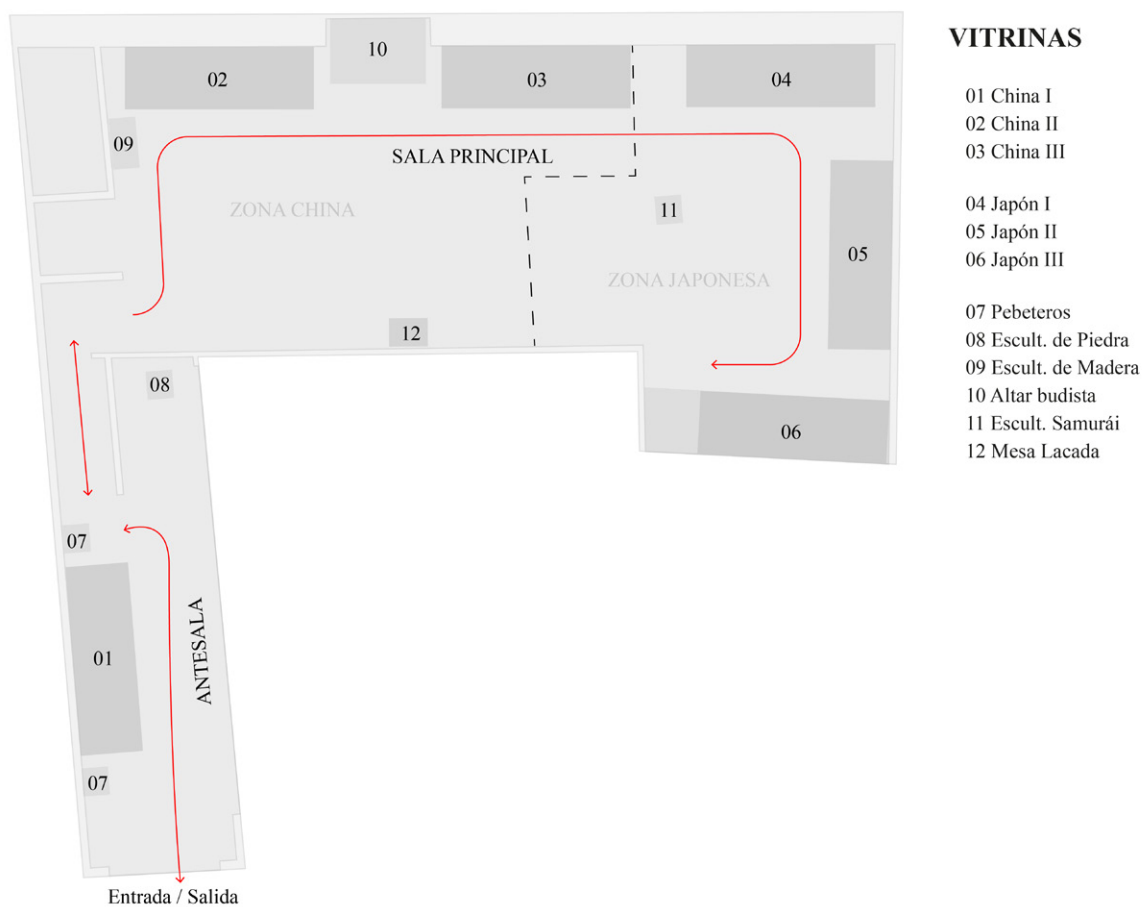 10
02
03
04
09
SALA PRINCIPAL
ZONA CHINA
11
05
ZONA JAPONESA
12
08
06
07
01
ANTESALA
07
Entrada / Salida
VITRINAS
01 China I
02 China II
03 China III
04 Japón I
05 Japón II
06 Japón III
07 Pebeteros
08 Escult. de Piedra
09 Escult. de Madera
10 Altar budista
11 Escult. Samurái
12 Mesa Lacada